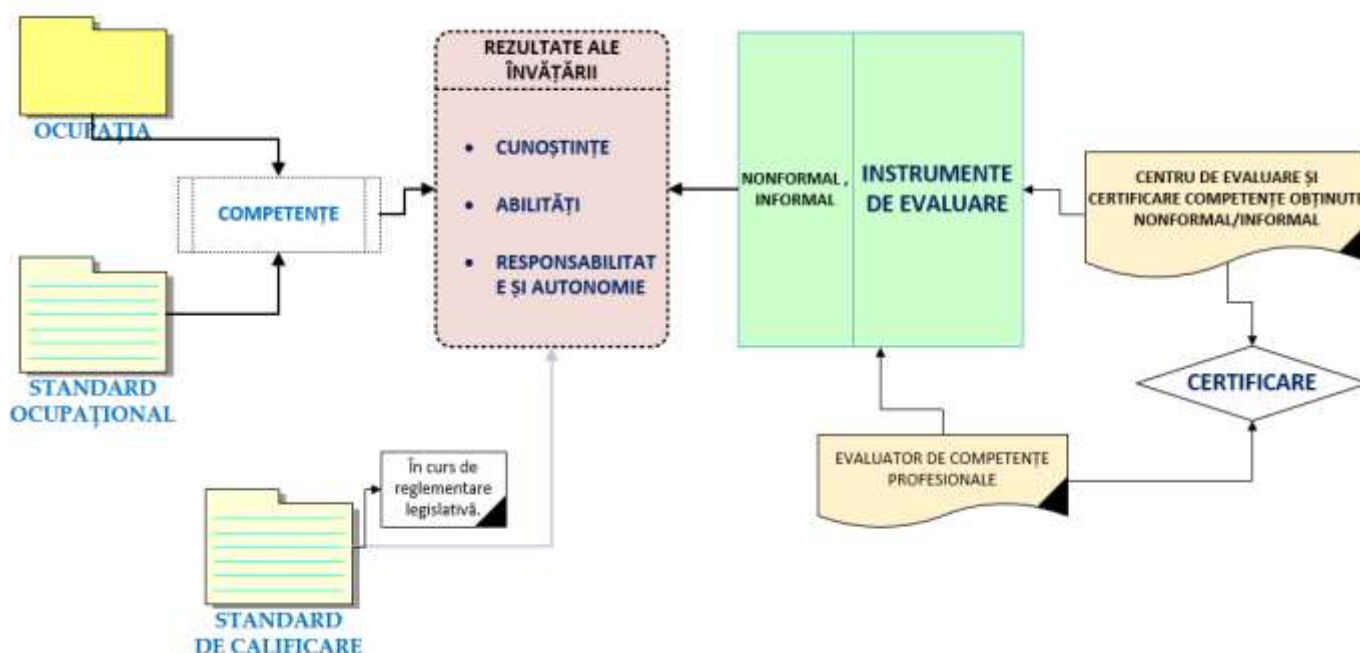 OCUPAȚIA
STANDARD
OCUPAȚIONAL
COMPETENȚE
REZULTATE ALE
ÎNVĂȚĂRII
• CUNOȘTINȚE
• ABILITĂȚI
• RESPONSABILITAT
E ȘI AUTONOMIE
NONFORMAL ,
INFORMAL
INSTRUMENTE
DE EVALUARE
CENTRU DE EVALUARE ȘI
CERTIFICARE COMPETENȚE OBȚINUTE
NONFORMAL/INFORMAL
CERTIFICARE
EVALUATOR DE COMPETENȚE
PROFESIONALE
În curs de
reglementare
legislativă.
STANDARD
DE CALIFICARE